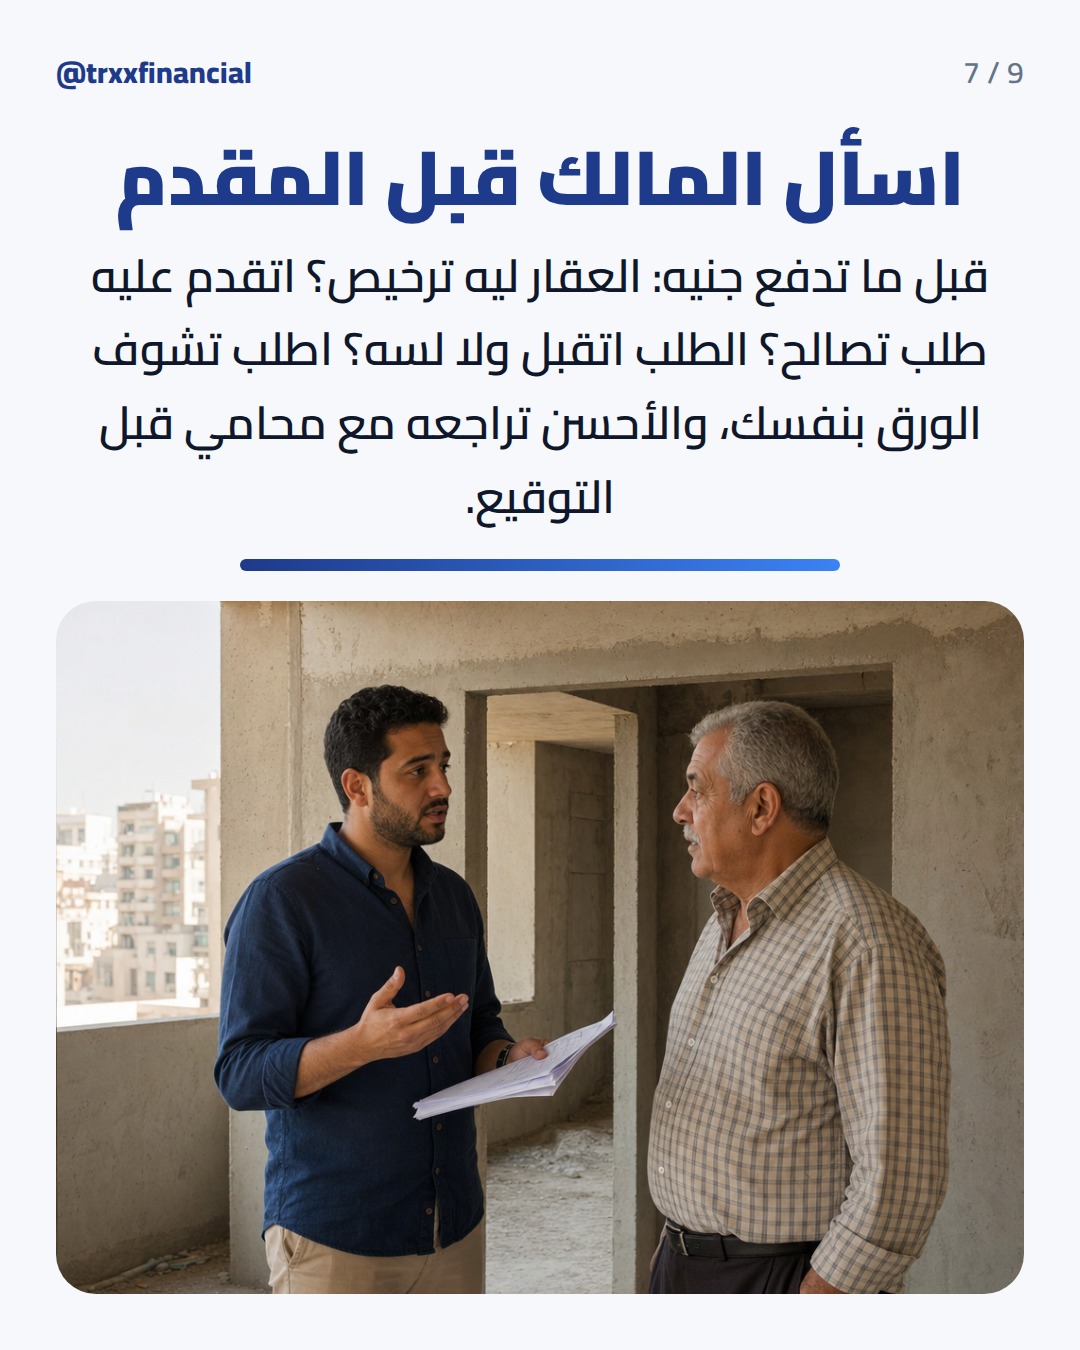 @trxxfinancial
7 / 9
اسأل المالك قبل المقدم
قبل ما تدفع جنيه: العقار ليه ترخيص؟ اتقدم عليه
طلب تصالح؟ الطلب اتقبل ولا لسه؟ اطلب تشوف
الورق بنفسك، والأحسن تراجعه مع محامي قبل
التوقيع.